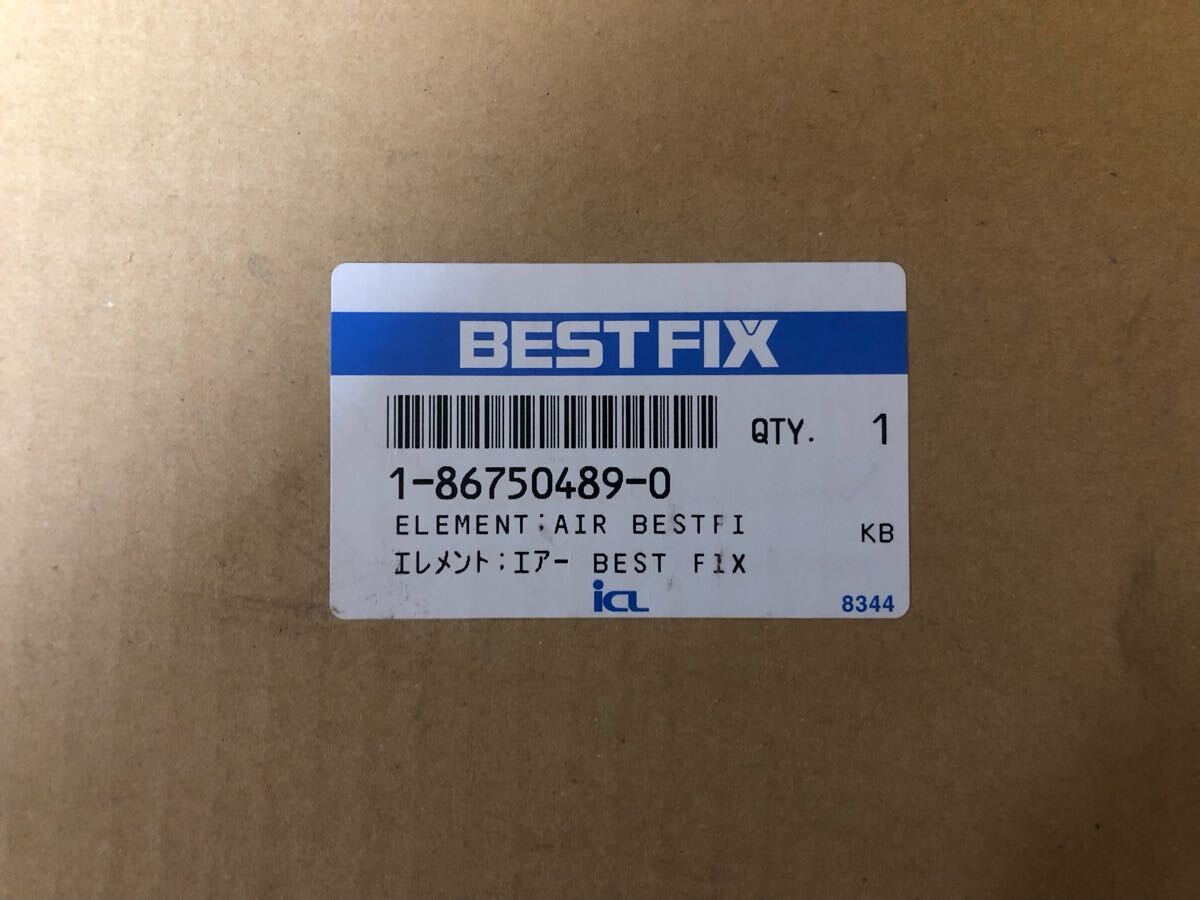 BESTFIX
QTY. 1
1-86750489-0
ELEMENT;AIR BESTFI
KB
エレメント;エアー BEST FIX
icL
8344